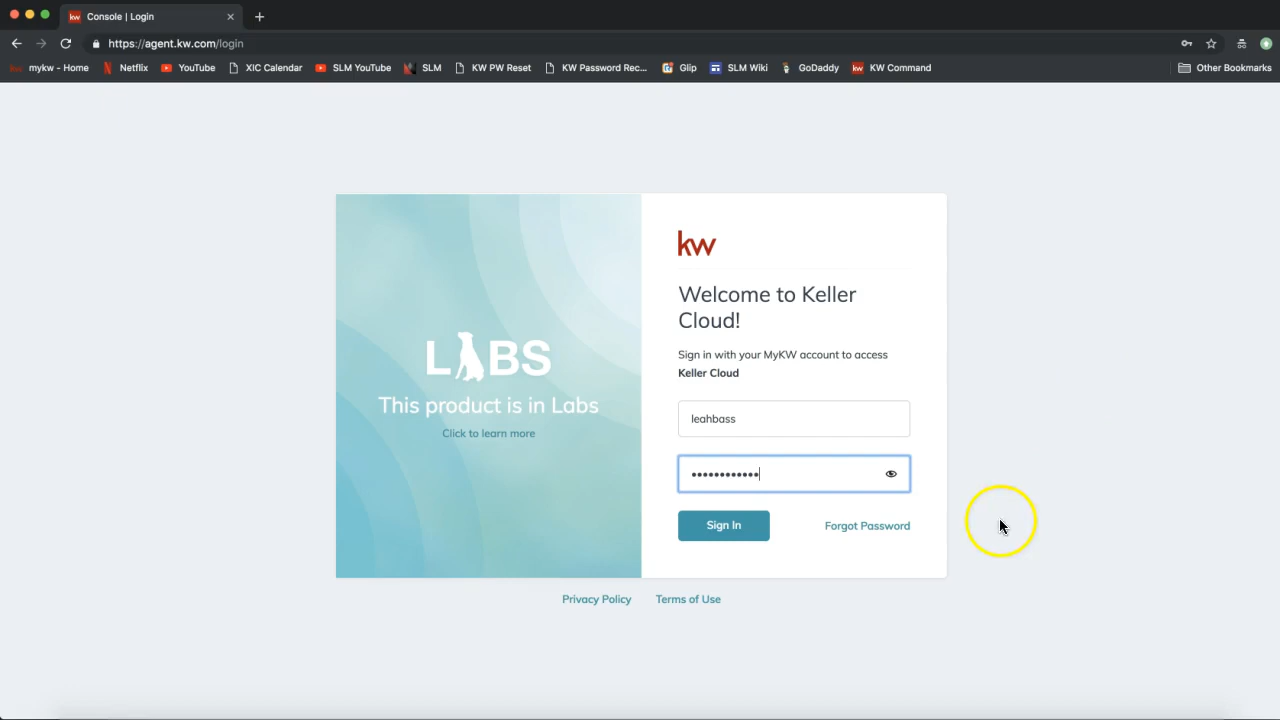 kw Console | Login
https://agent.kw.com/login
kw mykw - Home Netflix YouTube XIC Calendar SLM YouTube SLM KW PW Reset KW Password Rec... Glip SLM Wiki GoDaddy kw KW Command Other Bookmarks
kw
Welcome to Keller
Cloud!
Sign in with your MyKW account to access
Keller Cloud
leahbass
••••••••••••
Sign In Forgot Password
LABS
This product is in Labs
Click to learn more
Privacy Policy Terms of Use